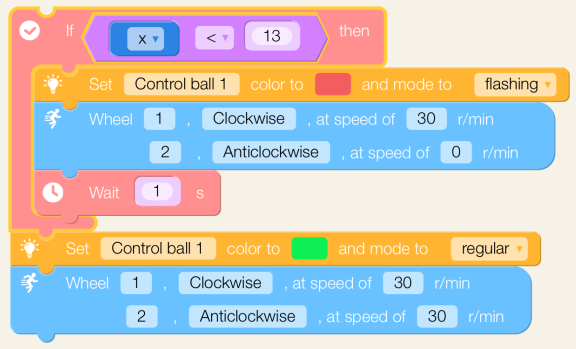 If x < 13 then
Set Control ball 1 color to and mode to flashing
Wheel 1 , Clockwise , at speed of 30 r/min
2 , Anticlockwise , at speed of 0 r/min
Wait 1 s
Set Control ball 1 color to and mode to regular
Wheel 1 , Clockwise , at speed of 30 r/min
2 , Anticlockwise , at speed of 30 r/min